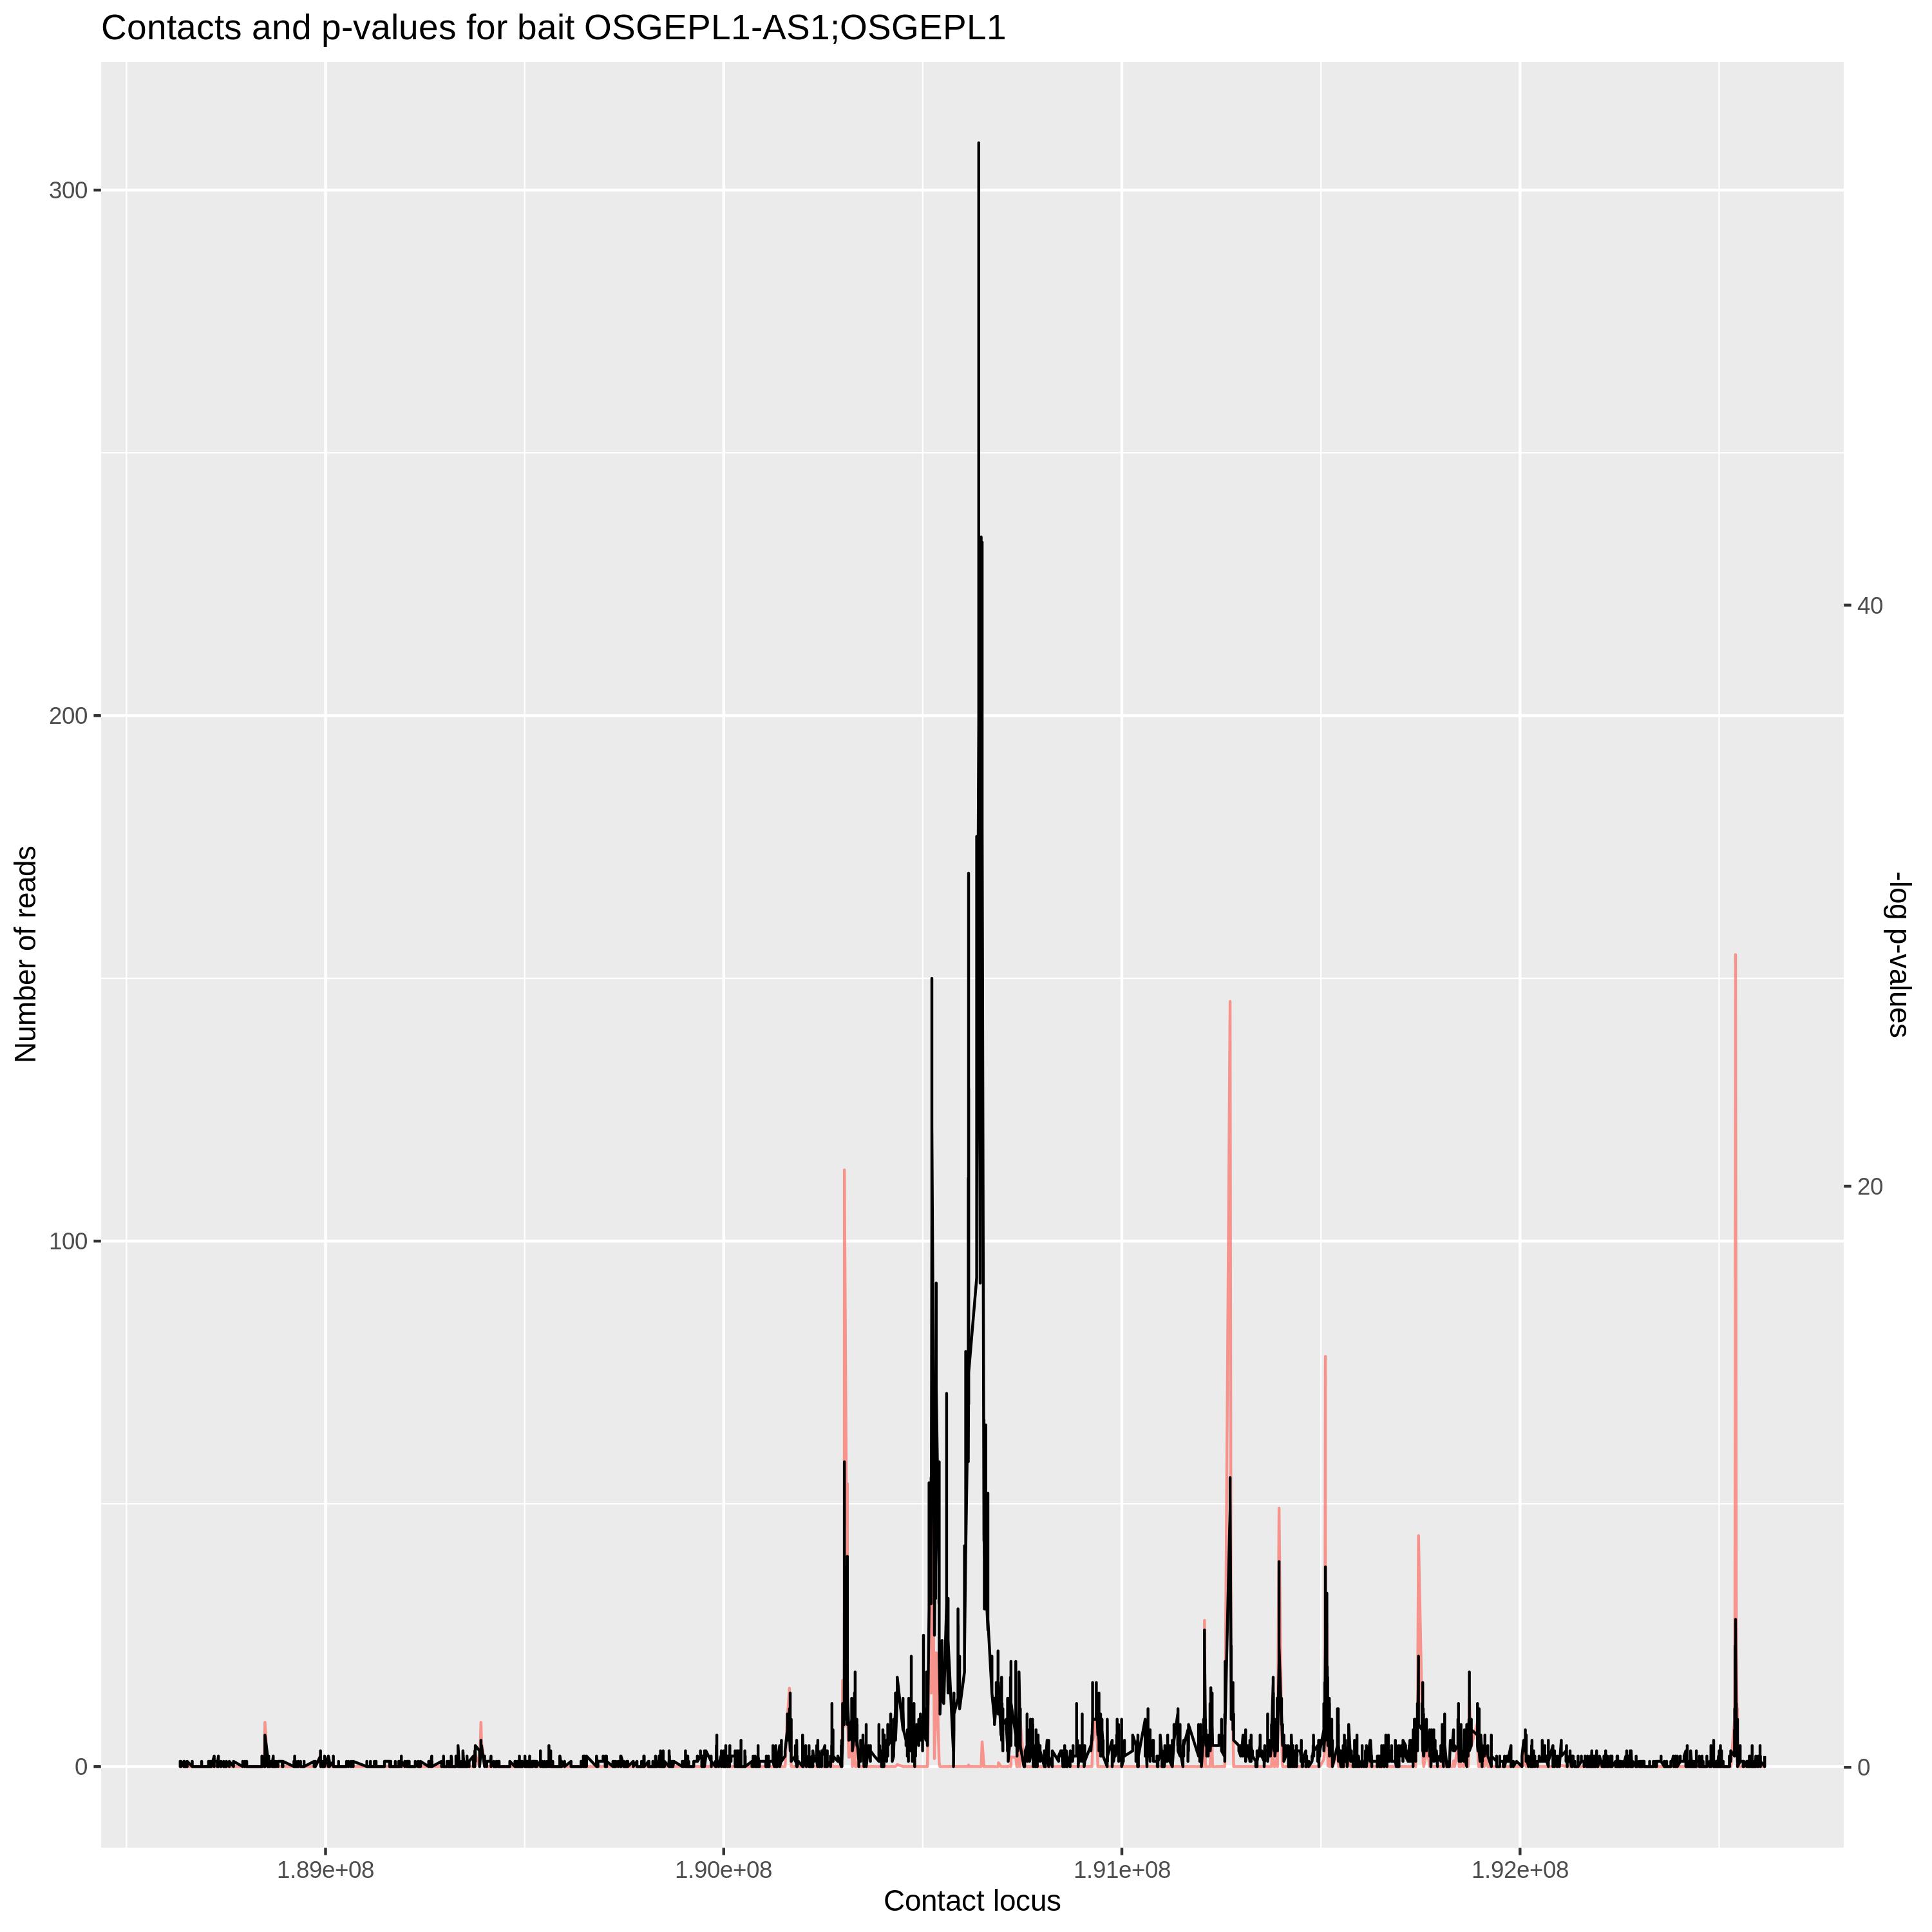 Contacts and p-values for bait OSGEPL1-AS1;OSGEPL1
300
200
100
0
Number of reads
40
20
0
-log p-values
1.89e+08
1.90e+08
1.91e+08
1.92e+08
Contact locus